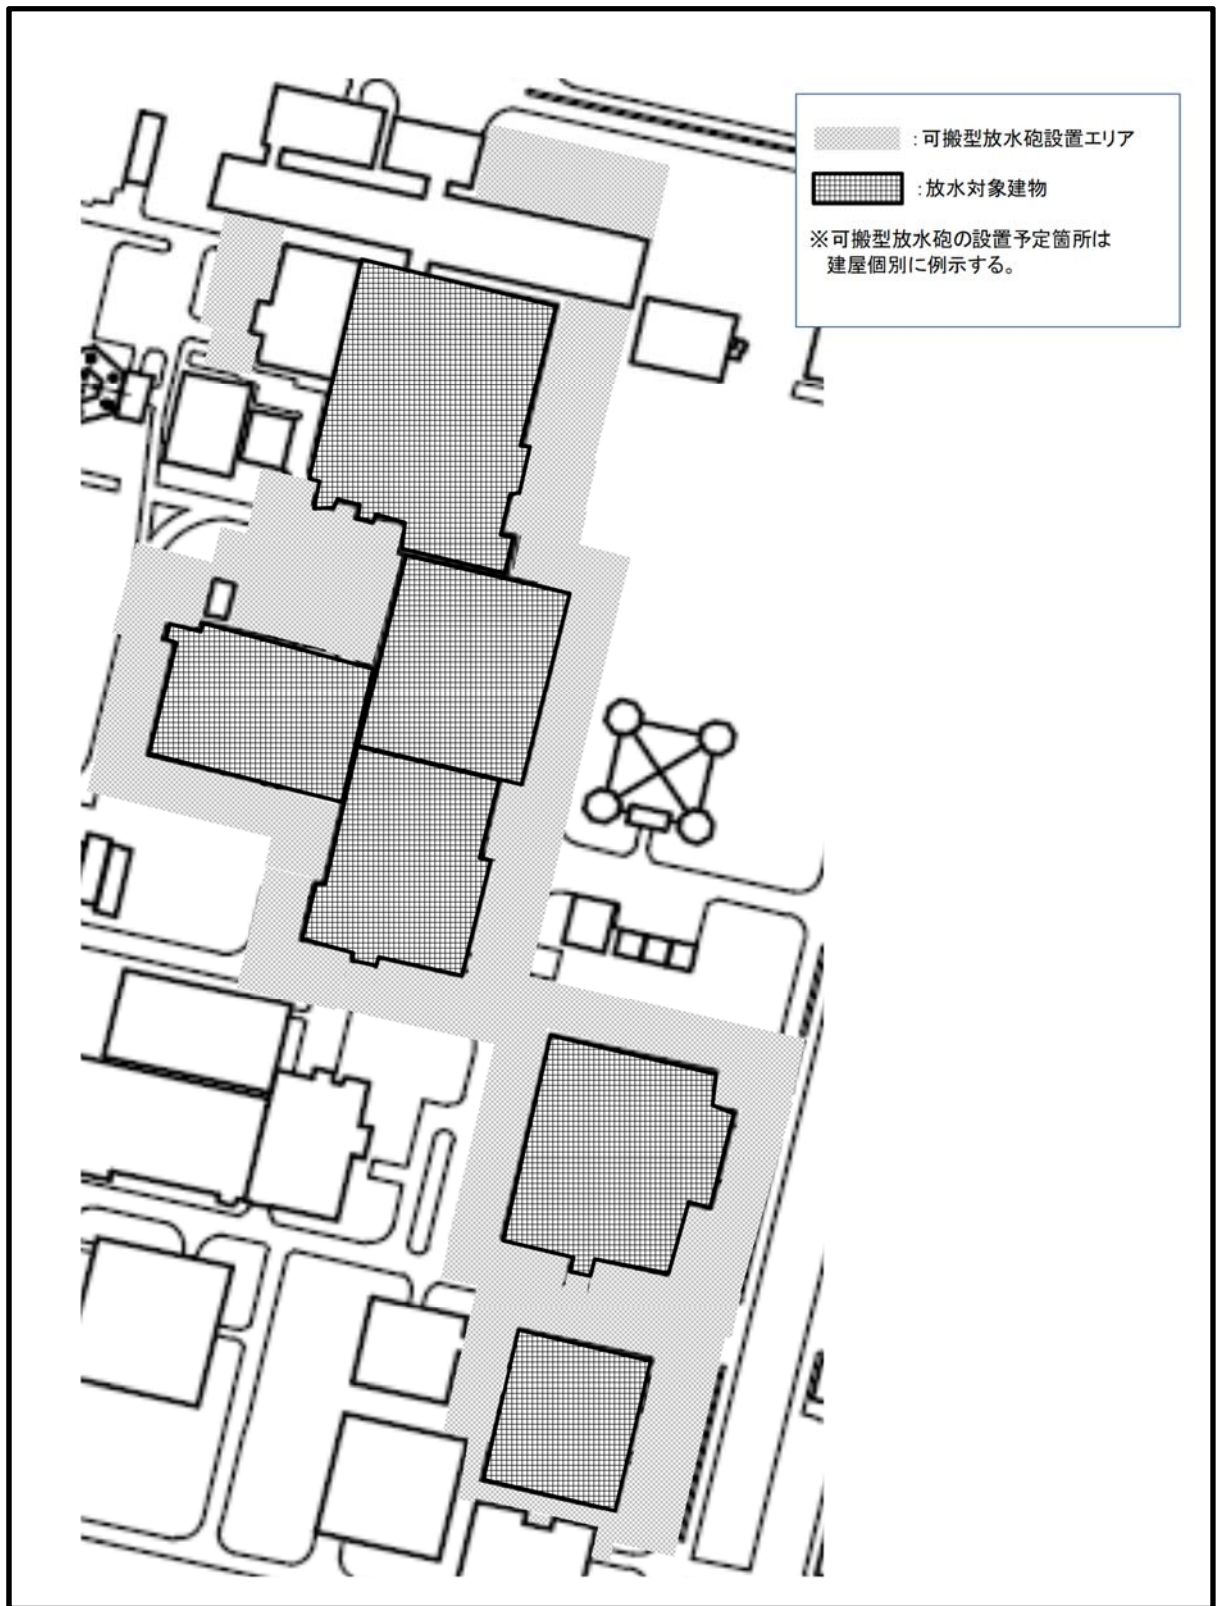 ：可搬型放水砲設置エリア
：放水対象建物
※可搬型放水砲の設置予定箇所は
建屋個別に例示する。